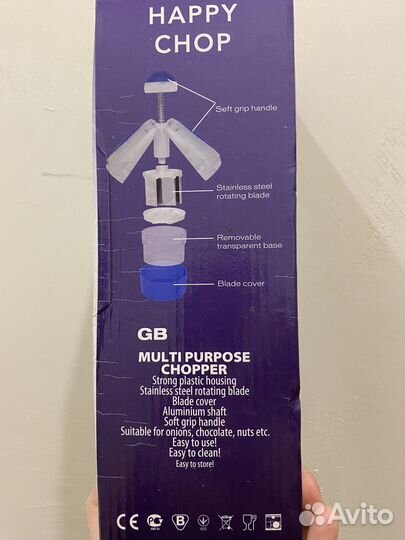 HAPPY
CHOP
Soft grip handle
Stainless steel
rotating blade
Removable
transparent base
Blade cover
GB
MULTI PURPOSE
CHOPPER
Strong plastic housing
Stainless steel rotating blade
Blade cover
Aluminium shaft
Soft grip handle
Suitable for onions, chocolate, nuts etc.
Easy to use!
Easy to clean!
Easy to store!
CE
Avito